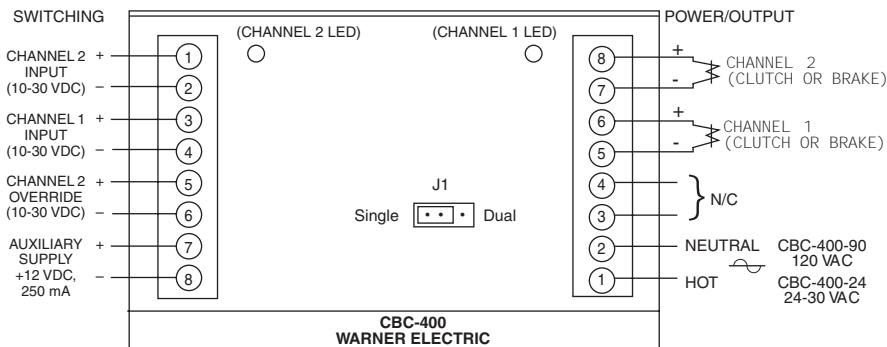 SWITCHING
POWER/OUTPUT
(CHANNEL 2 LED)
(CHANNEL 1 LED)
CHANNEL 2 +
INPUT
(10-30 VDC) –
CHANNEL 1 +
INPUT
(10-30 VDC) –
CHANNEL 2 +
OVERRIDE
(10-30 VDC) –
AUXILIARY +
SUPPLY
+12 VDC, –
250 mA
1
2
3
4
5
6
7
8
J1
Single
Dual
8
7
6
5
4
3
2
1
+
CHANNEL 2
- (CLUTCH OR BRAKE)
+
CHANNEL 1
- (CLUTCH OR BRAKE)
N/C
NEUTRAL
HOT
CBC-400-90
120 VAC
CBC-400-24
24-30 VAC
CBC-400
WARNER ELECTRIC